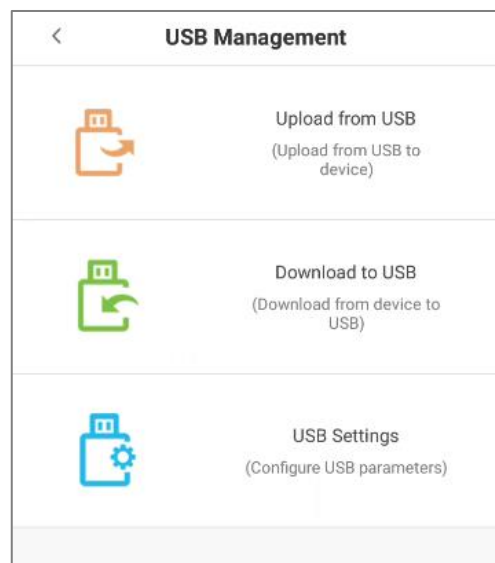 USB Management
Upload from USB
(Upload from USB to
device)
Download to USB
(Download from device to
USB)
USB Settings
(Configure USB parameters)